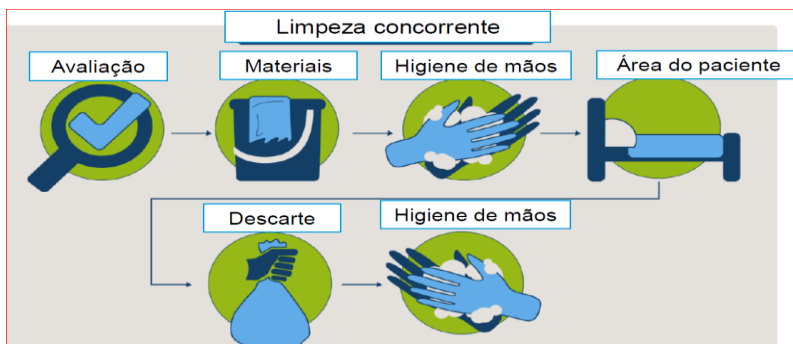 Limpeza concorrente
Avaliação
Materiais
Higiene de mãos
Área do paciente
Descarte
Higiene de mãos